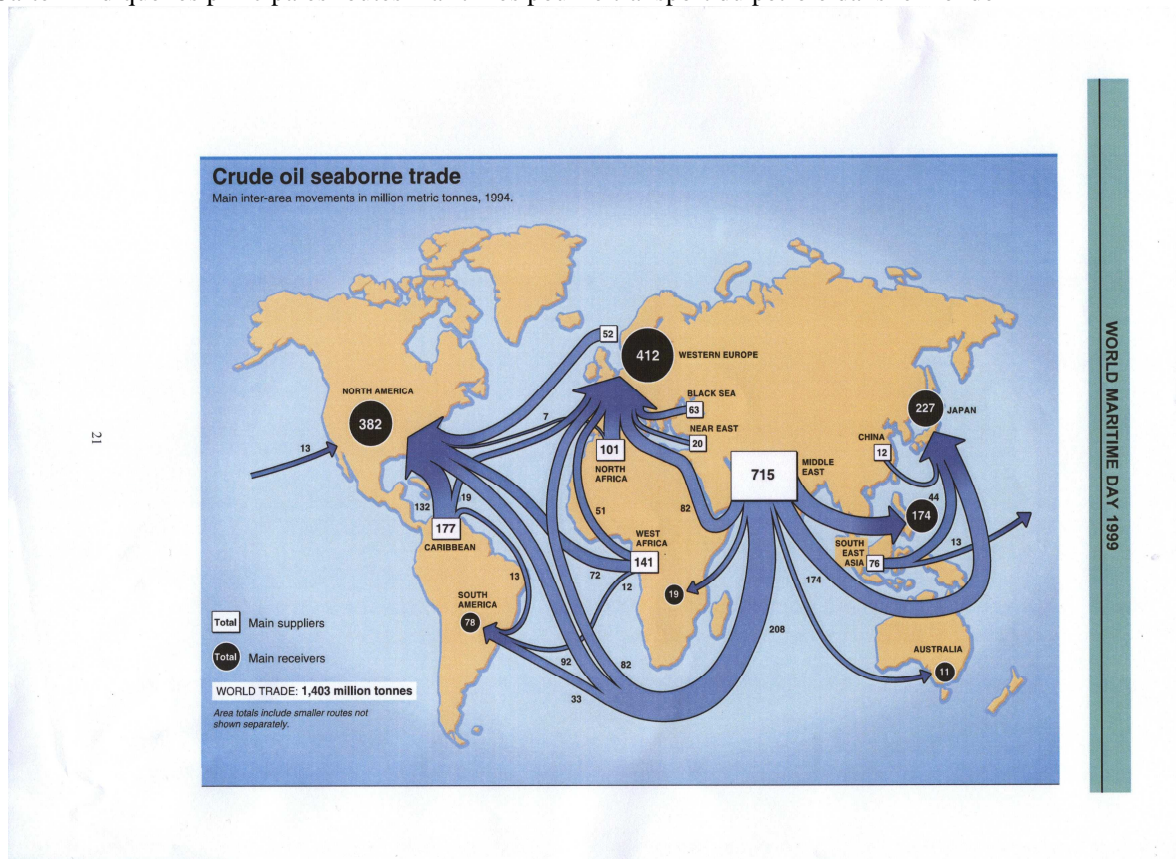 Crude oil seaborne trade
Main inter-area movements in million metric tonnes, 1994.
52
412
WESTERN EUROPE
NORTH AMERICA
382
7
BLACK SEA
63
NEAR EAST
20
227
JAPAN
CHINA
12
13
101
NORTH
AFRICA
715
MIDDLE
EAST
132
19
177
CARIBBEAN
51
82
44
174
WEST
AFRICA
141
SOUTH
EAST
ASIA
76
13
72
12
13
174
19
SOUTH
AMERICA
78
208
92
82
33
AUSTRALIA
11
Total
Main suppliers
Total
Main receivers
WORLD TRADE: 1,403 million tonnes
Area totals include smaller routes not
shown separately.
21
WORLD MARITIME DAY 1999